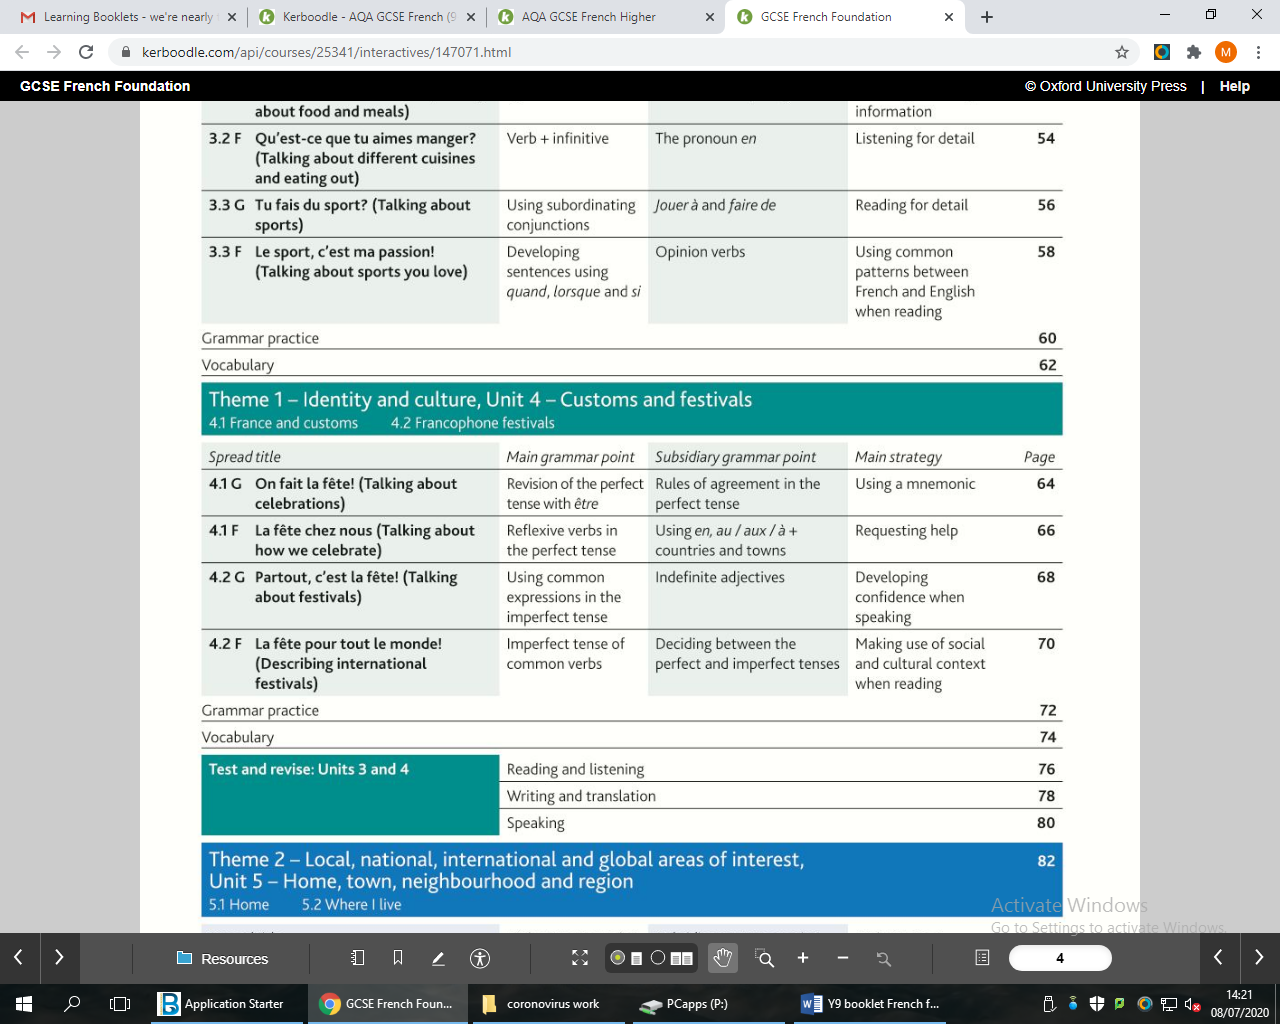 Learning Booklets - we're nearly
Kerboodle - AQA GCSE French (9
AQA GCSE French Higher
GCSE French Foundation
kerboodle.com/api/courses/25341/interactives/147071.html
M
GCSE French Foundation
© Oxford University Press | Help
about food and meals) information
3.2 F Qu'est-ce que tu aimes manger? Verb + infinitive The pronoun en Listening for detail 54
(Talking about different cuisines
and eating out)
3.3 G Tu fais du sport? (Talking about Using subordinating Jouer à and faire de Reading for detail 56
sports) conjunctions
3.3 F Le sport, c'est ma passion! Developing Opinion verbs Using common 58
(Talking about sports you love) sentences using patterns between
quand, lorsque and si French and English
when reading
Grammar practice 60
Vocabulary 62
Theme 1 – Identity and culture, Unit 4 – Customs and festivals
4.1 France and customs 4.2 Francophone festivals
Spread title Main grammar point Subsidiary grammar point Main strategy Page
4.1 G On fait la fête! (Talking about Revision of the perfect Rules of agreement in the Using a mnemonic 64
celebrations) tense with être perfect tense
4.1 F La fête chez nous (Talking about Reflexive verbs in Using en, au / aux / à + Requesting help 66
how we celebrate) the perfect tense countries and towns
4.2 G Partout, c'est la fête! (Talking Using common Indefinite adjectives Developing 68
about festivals) expressions in the confidence when
imperfect tense speaking
4.2 F La fête pour tout le monde! Imperfect tense of Deciding between the Making use of social 70
(Describing international common verbs perfect and imperfect tenses and cultural context
festivals) when reading
Grammar practice 72
Vocabulary 74
Test and revise: Units 3 and 4 Reading and listening 76
Writing and translation 78
Speaking 80
Theme 2 – Local, national, international and global areas of interest, 82
Unit 5 – Home, town, neighbourhood and region
5.1 Home 5.2 Where I live
Activate Windows
Go to Settings to activate Windows.
Resources
4
Application Starter
GCSE French Foun...
coronovirus work
PCapps (P:)
Y9 booklet French f...
14:21
08/07/2020